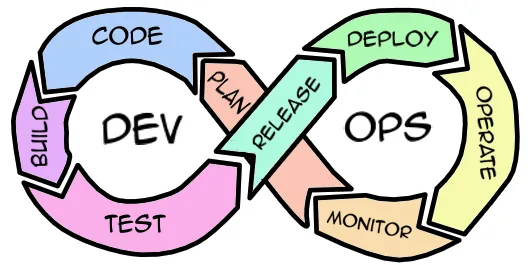 CODE
DEPLOY
PLAN
RELEASE
BUILD
DEV
OPS
OPERATE
TEST
MONITOR